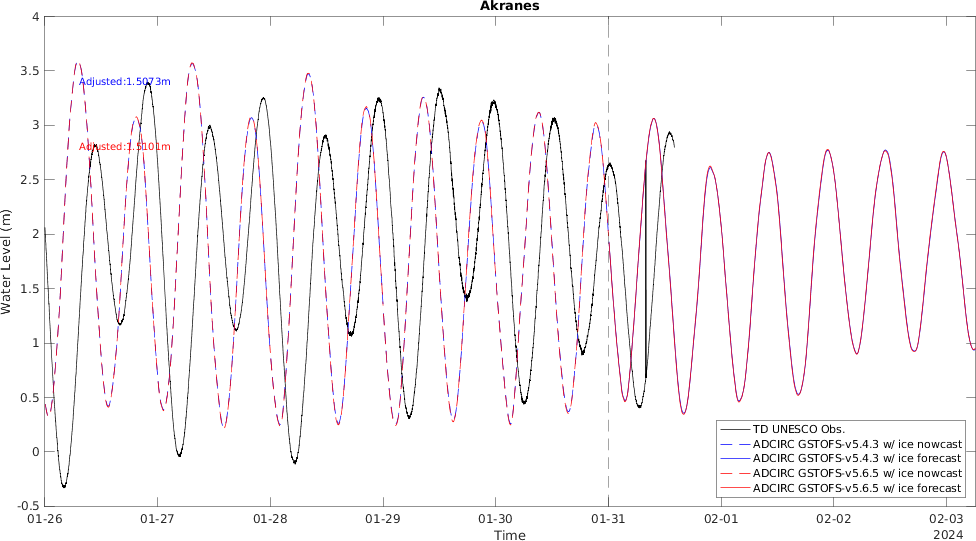 Akranes
4
3.5
3
2.5
2
1.5
1
0.5
0
-0.5
Water Level (m)
Adjusted:1.5073m
Adjusted:1.5101m
TD UNESCO Obs.
ADCIRC GSTOFS-v5.4.3 w/ ice nowcast
ADCIRC GSTOFS-v5.4.3 w/ ice forecast
ADCIRC GSTOFS-v5.6.5 w/ ice nowcast
ADCIRC GSTOFS-v5.6.5 w/ ice forecast
01-26 01-27 01-28 01-29 01-30 01-31 02-01 02-02 02-03
Time
2024